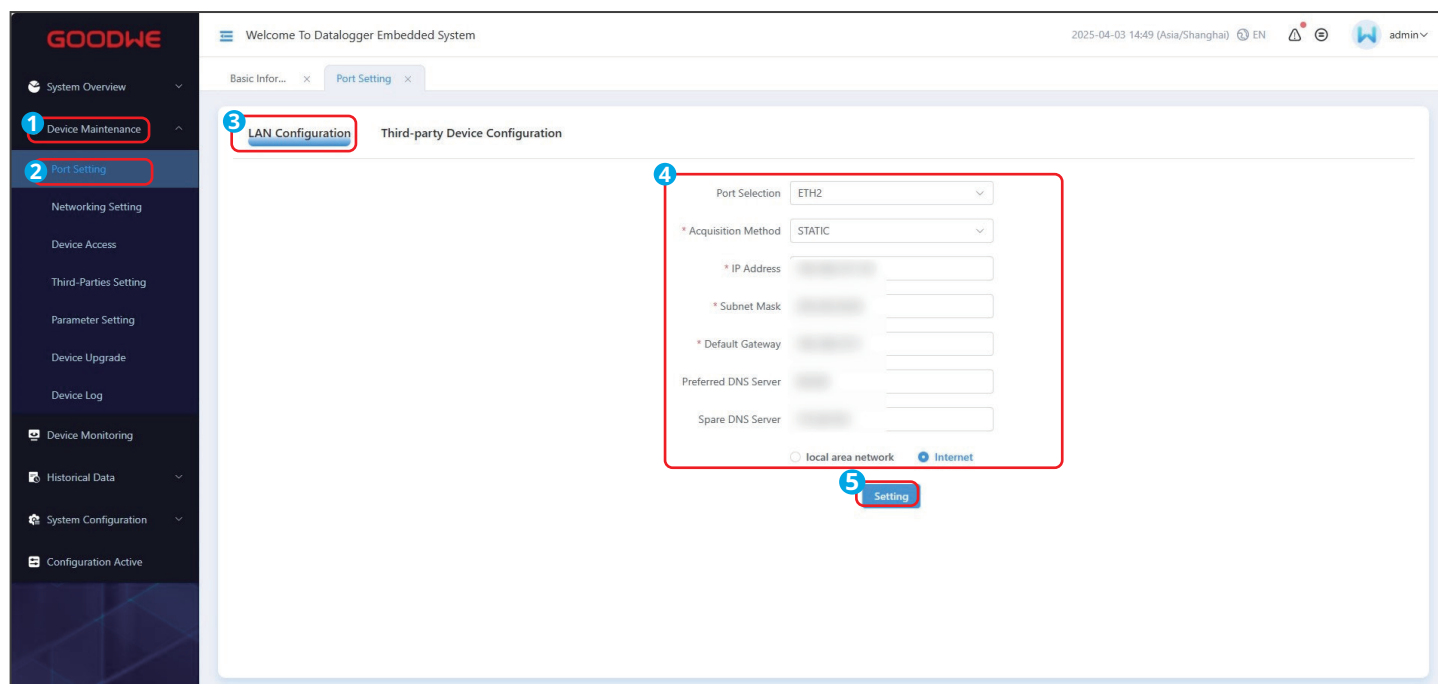 GOODWE
Welcome To Datalogger Embedded System
2025-04-03 14:49 (Asia/Shanghai) EN
admin
System Overview
Basic Infor... ×
Port Setting ×
1 Device Maintenance
3 LAN Configuration
Third-party Device Configuration
2 Port Setting
4
Port Selection ETH2
Networking Setting
* Acquisition Method STATIC
Device Access
* IP Address
Third-Parties Setting
* Subnet Mask
Parameter Setting
* Default Gateway
Device Upgrade
Preferred DNS Server
Device Log
Spare DNS Server
Device Monitoring
local area network Internet
Historical Data
5 Setting
System Configuration
Configuration Active